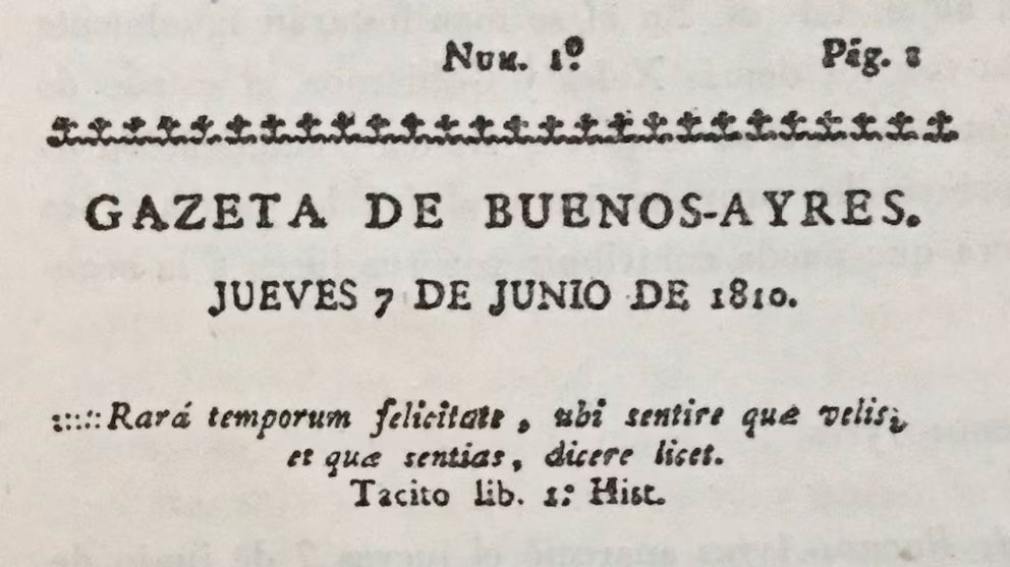 Num. 1º Pág. 1
GAZETA DE BUENOS-AYRES.
JUEVES 7 DE JUNIO DE 1810.
:::::Rará temporum felicitate, ubi sentire quæ velis;
et quæ sentias, dicere licet.
Tacito lib. 1.º Hist.